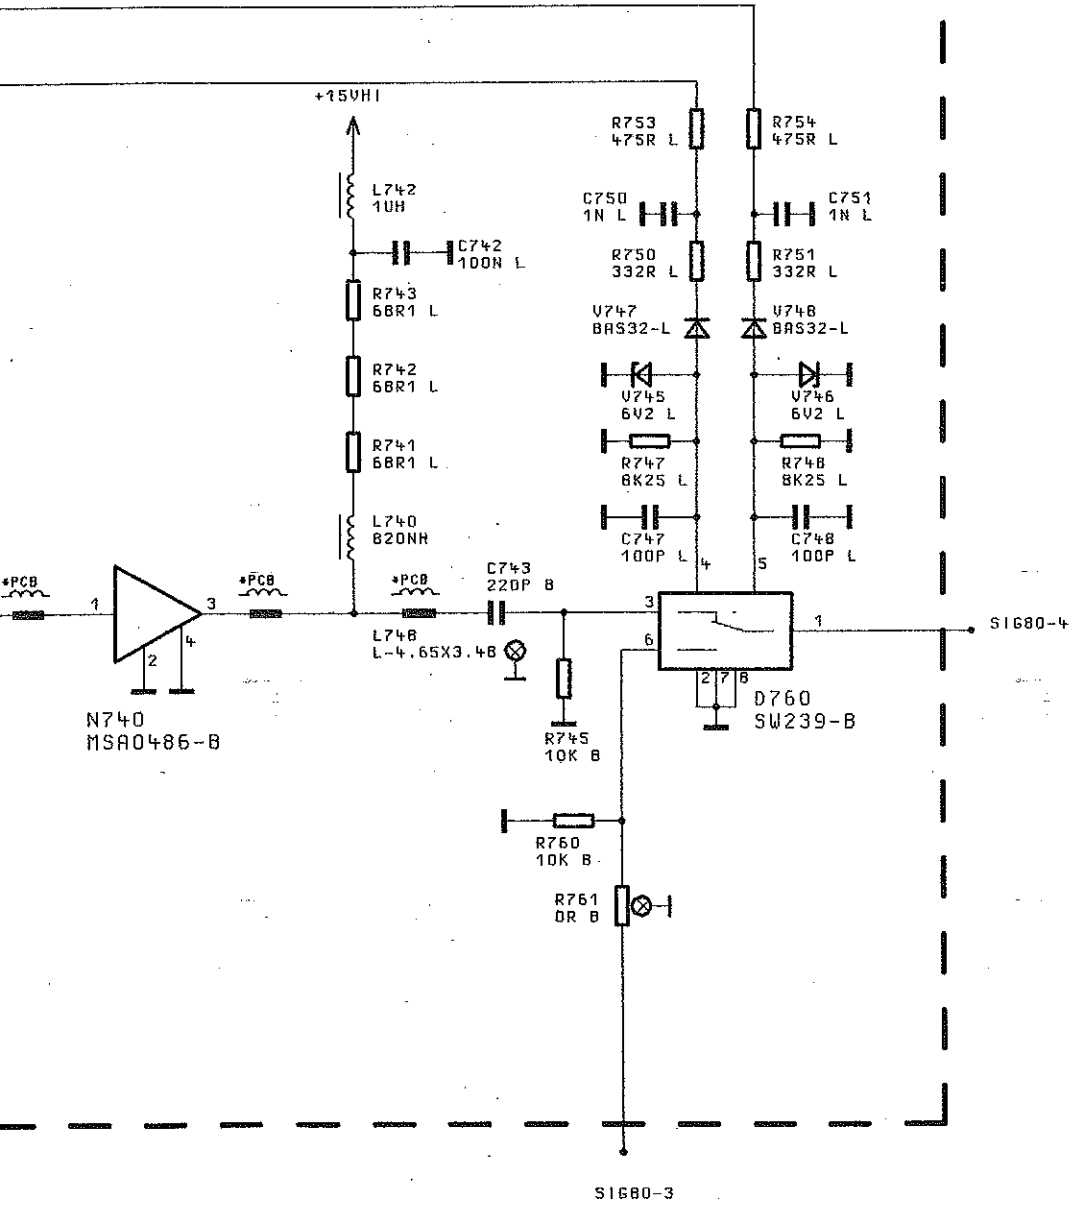 +15VHI
R753
475R L
R754
475R L
L742
1UH
C750
1N L
C751
1N L
C742
100N L
R750
332R L
R751
332R L
R743
68R1 L
V747
BAS32-L
V748
BAS32-L
R742
68R1 L
V745
6V2 L
V746
6V2 L
R741
68R1 L
R747
8K25 L
R748
8K25 L
L740
820NH
C747
100P L
C748
100P L
4
5
*PCB
*PCB
*PCB
C743
220P B
1
3
3
1
SIG80-4
2
4
L748
L-4.65X3.48
6
2
7
8
N740
MSA0486-B
D760
SW239-B
R745
10K B
R760
10K B
R761
0R B
SIG80-3